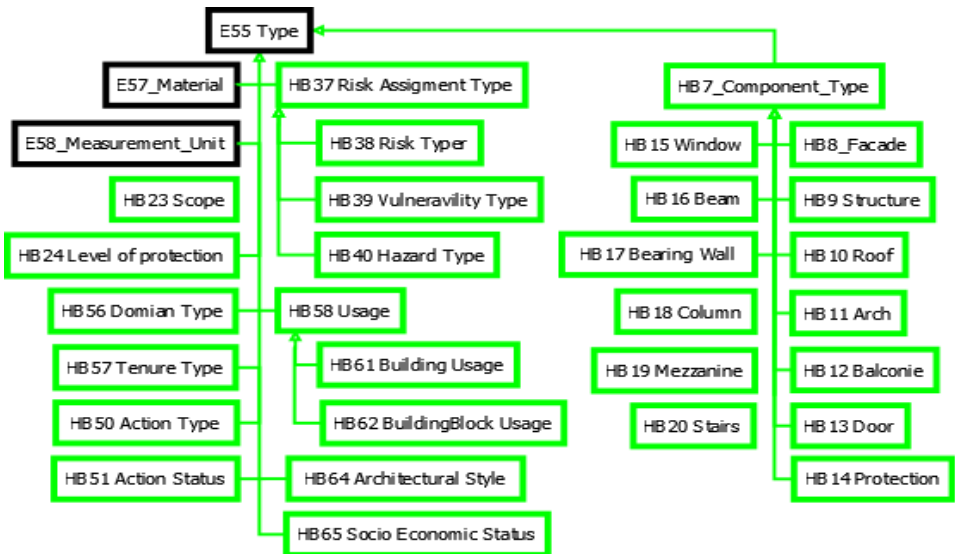 E55 Type
E57_Material
HB37 Risk Assigment Type
HB7_Component_Type
E58_Measurement_Unit
HB38 Risk Typer
HB15 Window
HB8_Facade
HB23 Scope
HB39 Vulneravility Type
HB16 Beam
HB9 Structure
HB24 Level of protection
HB40 Hazard Type
HB17 Bearing Wall
HB10 Roof
HB56 Domian Type
HB58 Usage
HB18 Column
HB11 Arch
HB57 Tenure Type
HB61 Building Usage
HB19 Mezzanine
HB12 Balconie
HB50 Action Type
HB62 BuildingBlock Usage
HB20 Stairs
HB13 Door
HB51 Action Status
HB64 Architectural Style
HB14 Protection
HB65 Socio Economic Status